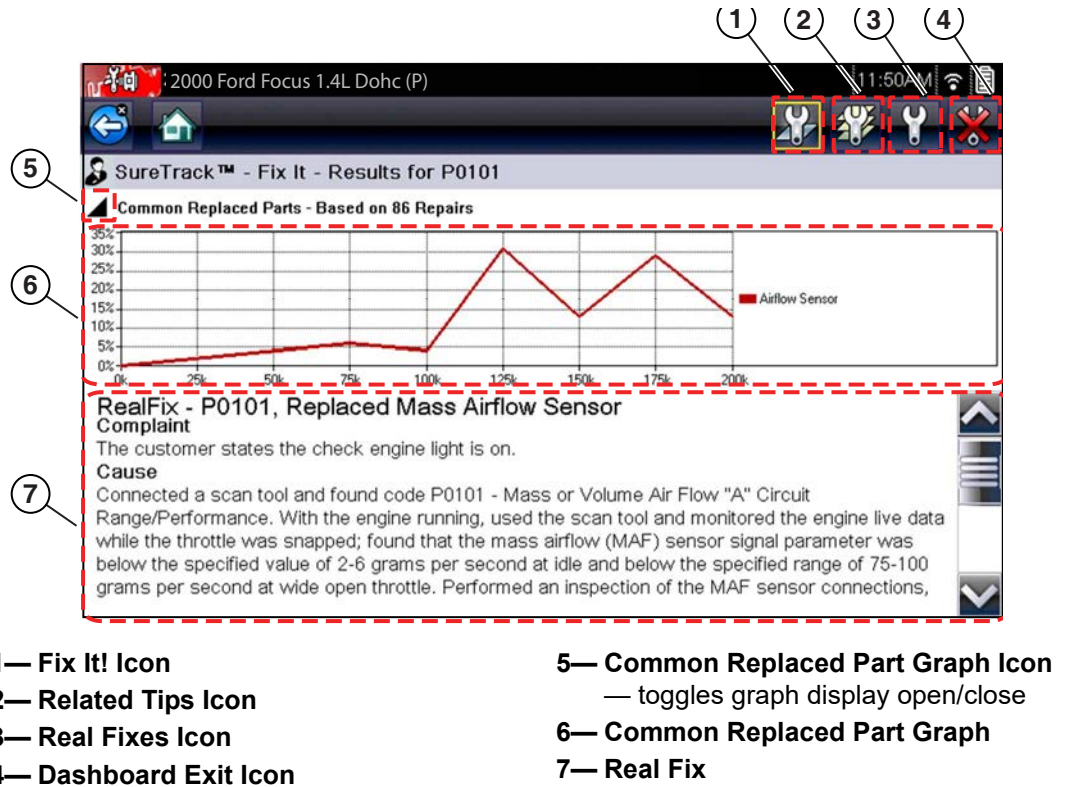 1 2 3 4
2000 Ford Focus 1.4L Dohc (P) 11:50AM
SureTrack™ - Fix It - Results for P0101
5
Common Replaced Parts - Based on 86 Repairs
35%
30%
25%
6
20%
15%
10%
5%
0%
Airflow Sensor
0k 25k 50k 75k 100k 125k 150k 175k 200k
RealFix - P0101, Replaced Mass Airflow Sensor
Complaint
The customer states the check engine light is on.
Cause
7
Connected a scan tool and found code P0101 - Mass or Volume Air Flow "A" Circuit
Range/Performance. With the engine running, used the scan tool and monitored the engine live data
while the throttle was snapped; found that the mass airflow (MAF) sensor signal parameter was
below the specified value of 2-6 grams per second at idle and below the specified range of 75-100
grams per second at wide open throttle. Performed an inspection of the MAF sensor connections,
1— Fix It! Icon
2— Related Tips Icon
3— Real Fixes Icon
4— Dashboard Exit Icon
5— Common Replaced Part Graph Icon
— toggles graph display open/close
6— Common Replaced Part Graph
7— Real Fix